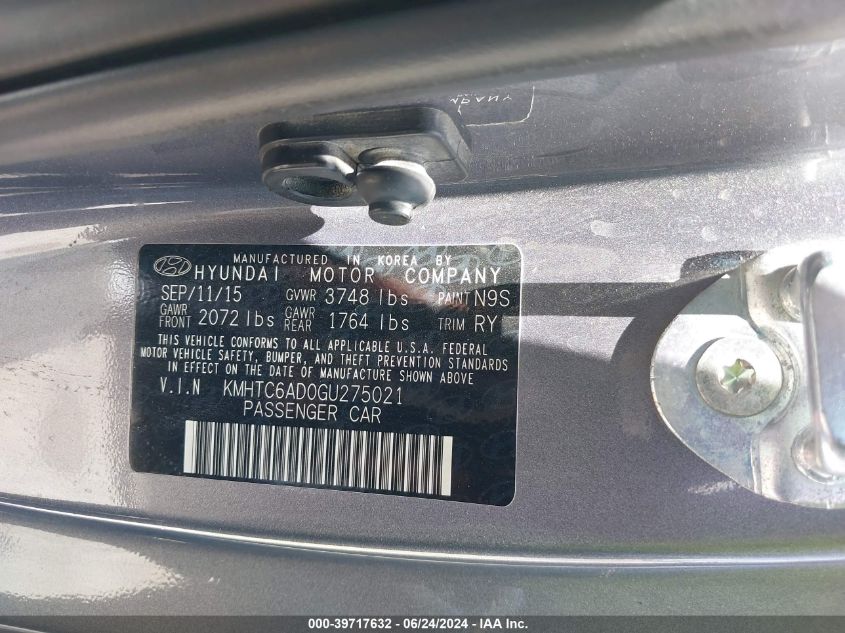 MANUFACTURED IN KOREA BY
HYUNDAI MOTOR COMPANY
SEP/11/15 GVWR 3748 lbs PAINT N9S
GAWR FRONT 2072 lbs GAWR REAR 1764 lbs TRIM RY
THIS VEHICLE CONFORMS TO ALL APPLICABLE U.S.A. FEDERAL
MOTOR VEHICLE SAFETY, BUMPER, AND THEFT PREVENTION STANDARDS
IN EFFECT ON THE DATE OF MANUFACTURE SHOWN ABOVE
V.I.N KMHTC6AD0GU275021
PASSENGER CAR
000-39717632 - 06/24/2024 - IAA Inc.